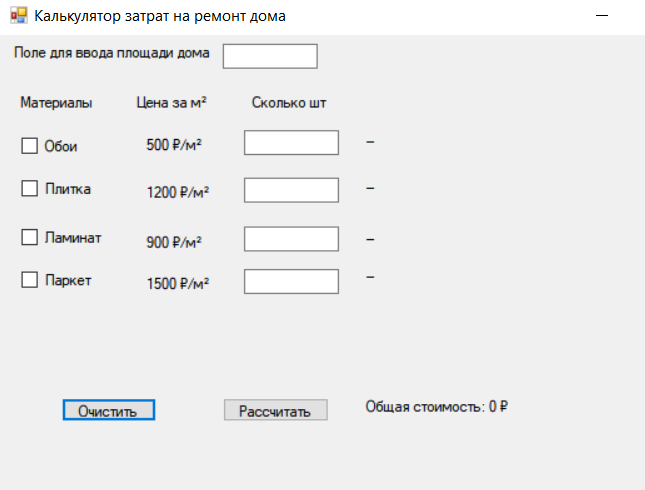 Калькулятор затрат на ремонт дома
Поле для ввода площади дома
Материалы Цена за м² Сколько шт
Обои 500 ₽/м² –
Плитка 1200 ₽/м² –
Ламинат 900 ₽/м² –
Паркет 1500 ₽/м² –
Очистить Рассчитать Общая стоимость: 0 ₽